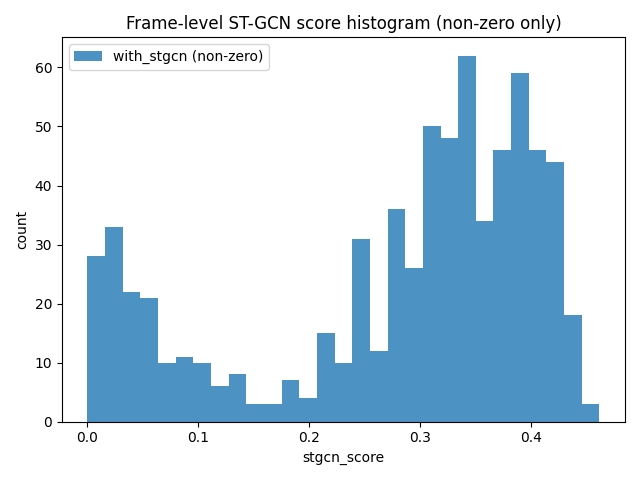 Frame-level ST-GCN score histogram (non-zero only)
with_stgcn (non-zero)
60
50
40
30
20
10
0
count
0.0 0.1 0.2 0.3 0.4
stgcn_score